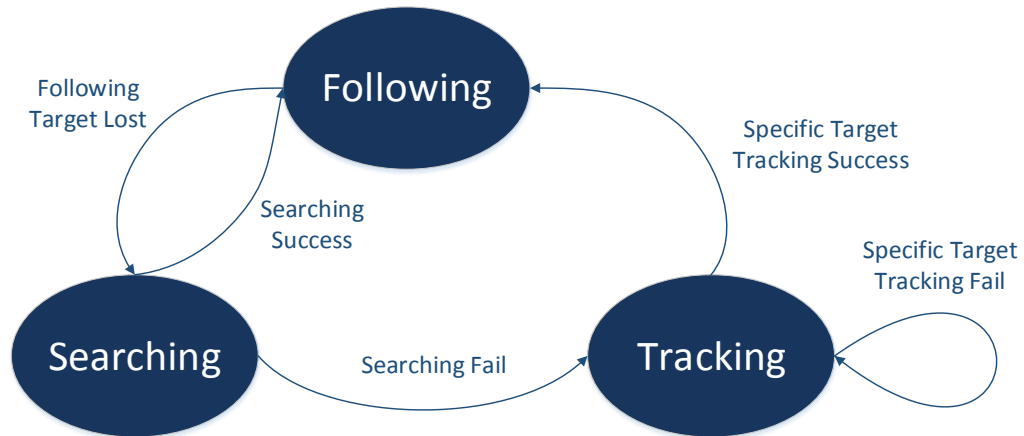 Following
Following
Target Lost
Specific Target
Tracking Success
Searching
Success
Specific Target
Tracking Fail
Searching
Searching Fail
Tracking